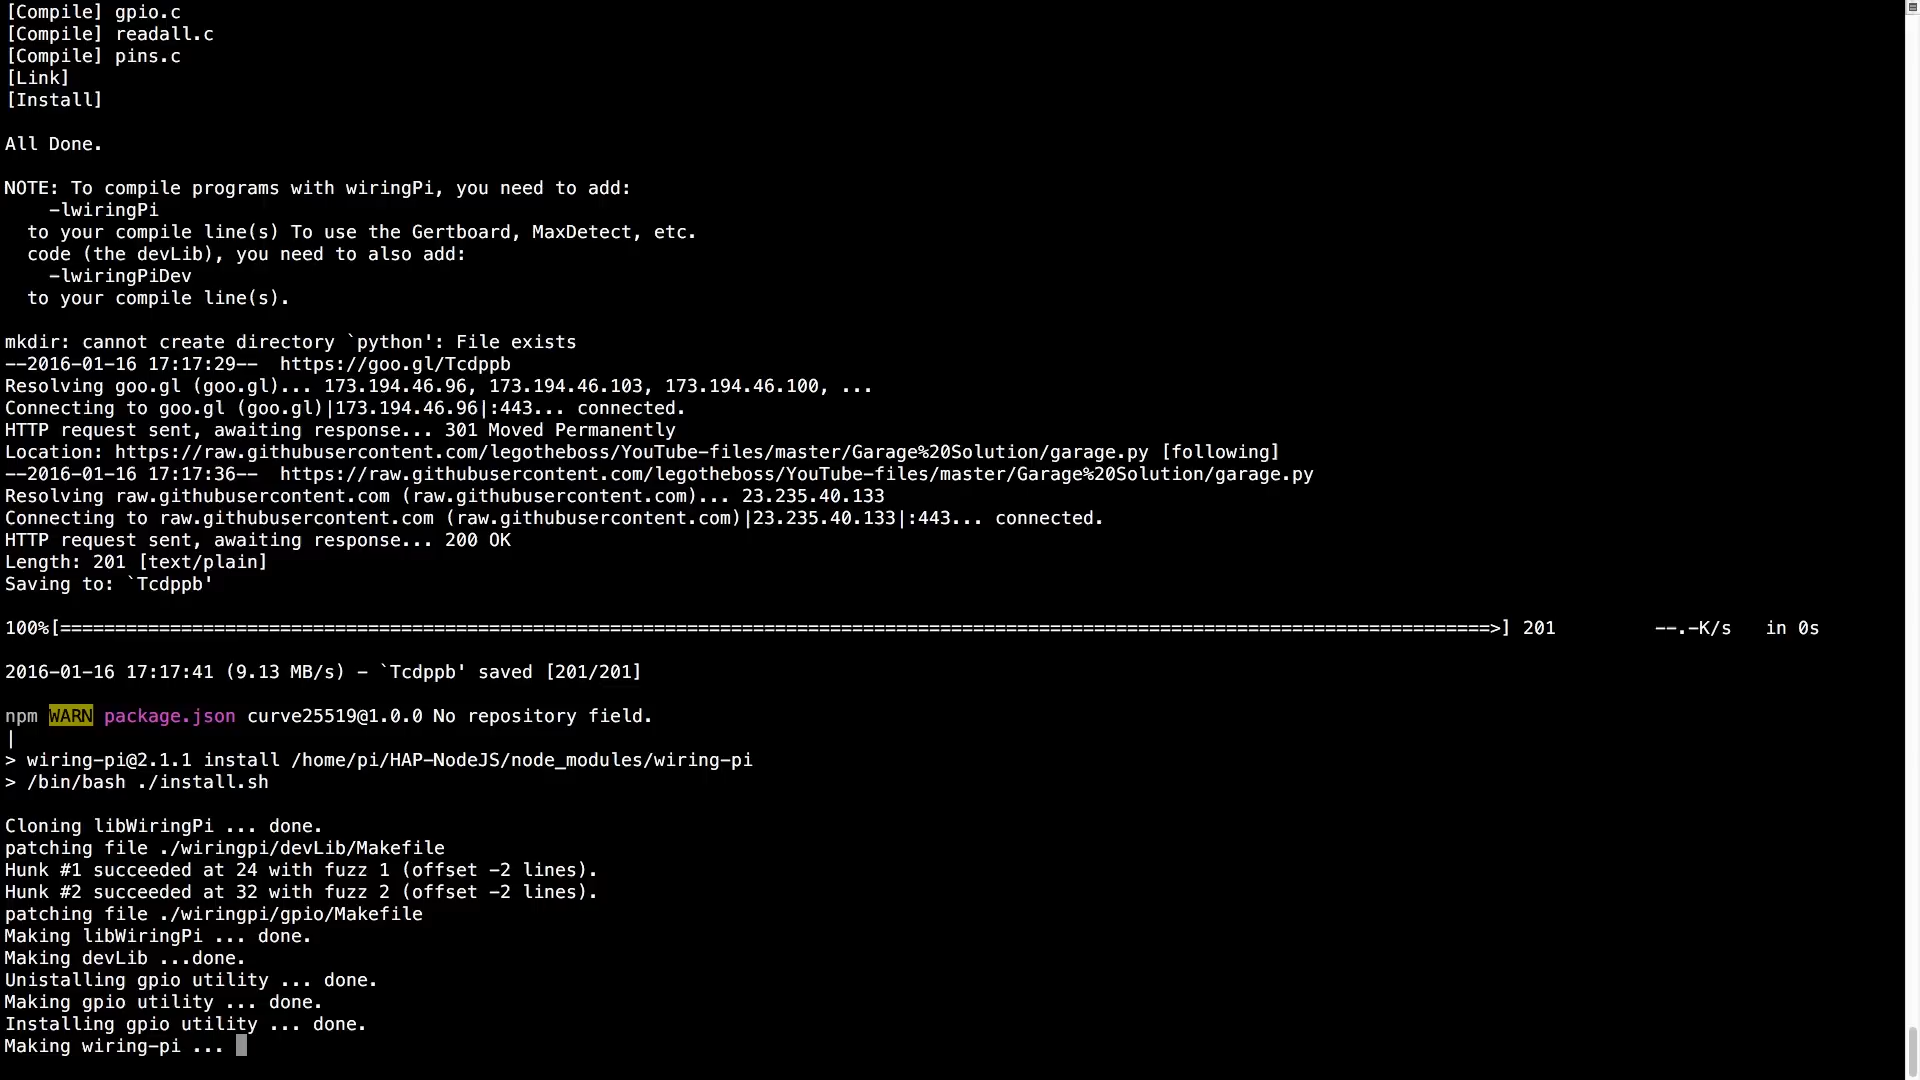 [Compile] gpio.c
[Compile] readall.c
[Compile] pins.c
[Link]
[Install]
All Done.
NOTE: To compile programs with wiringPi, you need to add:
-lwiringPi
to your compile line(s) To use the Gertboard, MaxDetect, etc.
code (the devLib), you need to also add:
-lwiringPiDev
to your compile line(s).
mkdir: cannot create directory `python': File exists
--2016-01-16 17:17:29-- https://goo.gl/Tcdppb
Resolving goo.gl (goo.gl)... 173.194.46.96, 173.194.46.103, 173.194.46.100, ...
Connecting to goo.gl (goo.gl)|173.194.46.96|:443... connected.
HTTP request sent, awaiting response... 301 Moved Permanently
Location: https://raw.githubusercontent.com/legotheboss/YouTube-files/master/Garage%20Solution/garage.py [following]
--2016-01-16 17:17:36-- https://raw.githubusercontent.com/legotheboss/YouTube-files/master/Garage%20Solution/garage.py
Resolving raw.githubusercontent.com (raw.githubusercontent.com)... 23.235.40.133
Connecting to raw.githubusercontent.com (raw.githubusercontent.com)|23.235.40.133|:443... connected.
HTTP request sent, awaiting response... 200 OK
Length: 201 [text/plain]
Saving to: `Tcdppb'
100%[==================================================================================================================================>] 201 --.-K/s in 0s
2016-01-16 17:17:41 (9.13 MB/s) - `Tcdppb' saved [201/201]
npm WARN package.json curve25519@1.0.0 No repository field.
|
> wiring-pi@2.1.1 install /home/pi/HAP-NodeJS/node_modules/wiring-pi
> /bin/bash ./install.sh
Cloning libWiringPi ... done.
patching file ./wiringpi/devLib/Makefile
Hunk #1 succeeded at 24 with fuzz 1 (offset -2 lines).
Hunk #2 succeeded at 32 with fuzz 2 (offset -2 lines).
patching file ./wiringpi/gpio/Makefile
Making libWiringPi ... done.
Making devLib ...done.
Unistalling gpio utility ... done.
Making gpio utility ... done.
Installing gpio utility ... done.
Making wiring-pi ...